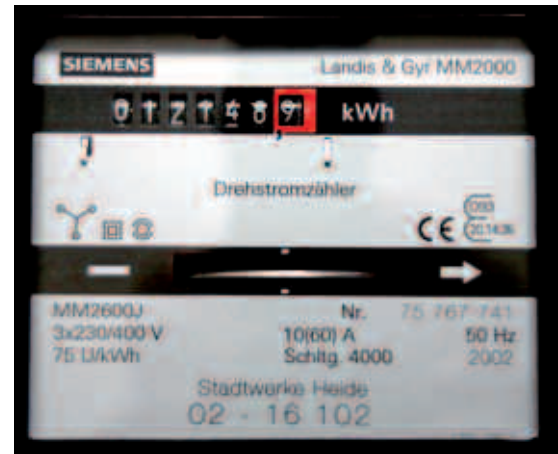 SIEMENS Landis & Gyr MM2000
0121489 kWh
Drehstromzähler
CE
MM2600J Nr. 75 767 741
3x230/400 V 10(60) A 50 Hz
75 U/kWh Schltg. 4000 2002
Stadtwerke Heide
02 - 16 102